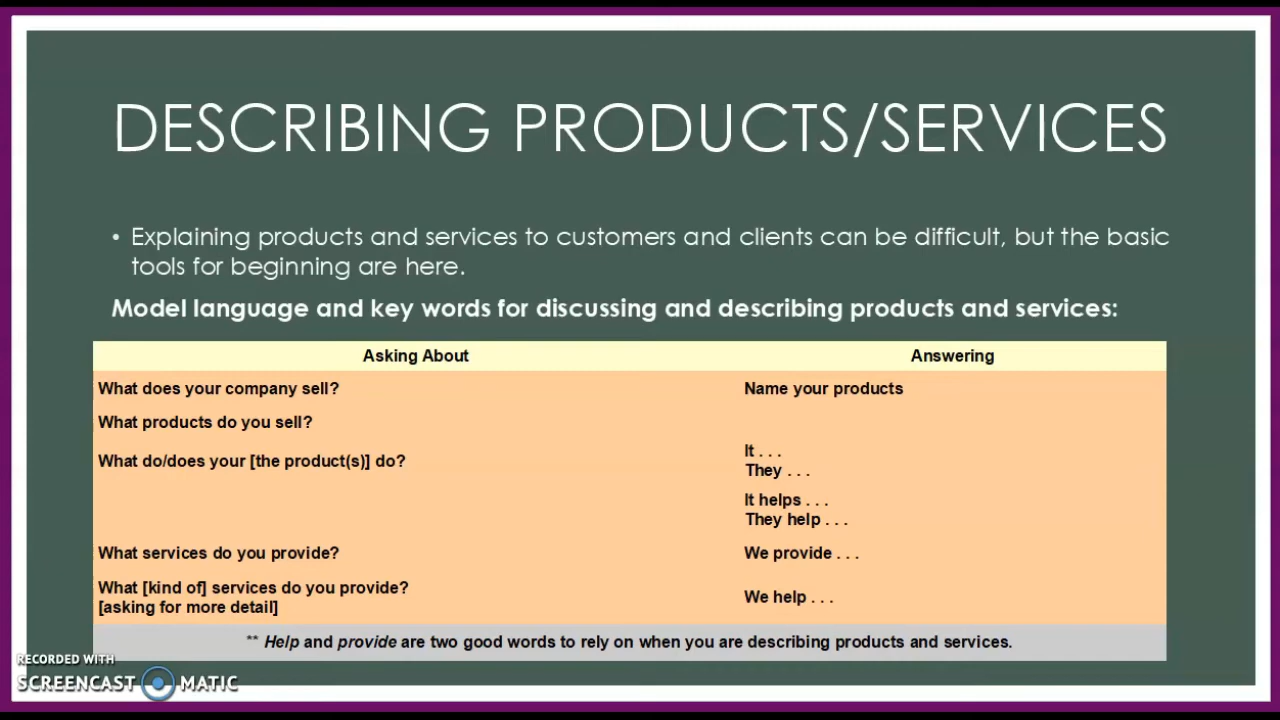 DESCRIBING PRODUCTS/SERVICES
• Explaining products and services to customers and clients can be difficult, but the basic
tools for beginning are here.
Model language and key words for discussing and describing products and services:
Asking About Answering
What does your company sell? Name your products
What products do you sell?
What do/does your [the product(s)] do? It . . .
They . . .
It helps . . .
They help . . .
What services do you provide? We provide . . .
What [kind of] services do you provide?
[asking for more detail] We help . . .
** Help and provide are two good words to rely on when you are describing products and services.
RECORDED WITH
SCREENCAST MATIC